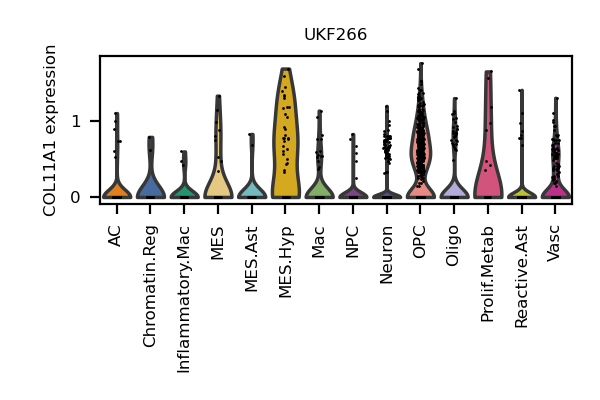 UKF266
COL11A1 expression
1
0
AC
Chromatin.Reg
Inflammatory.Mac
MES
MES.Ast
MES.Hyp
Mac
NPC
Neuron
OPC
Oligo
Prolif.Metab
Reactive.Ast
Vasc